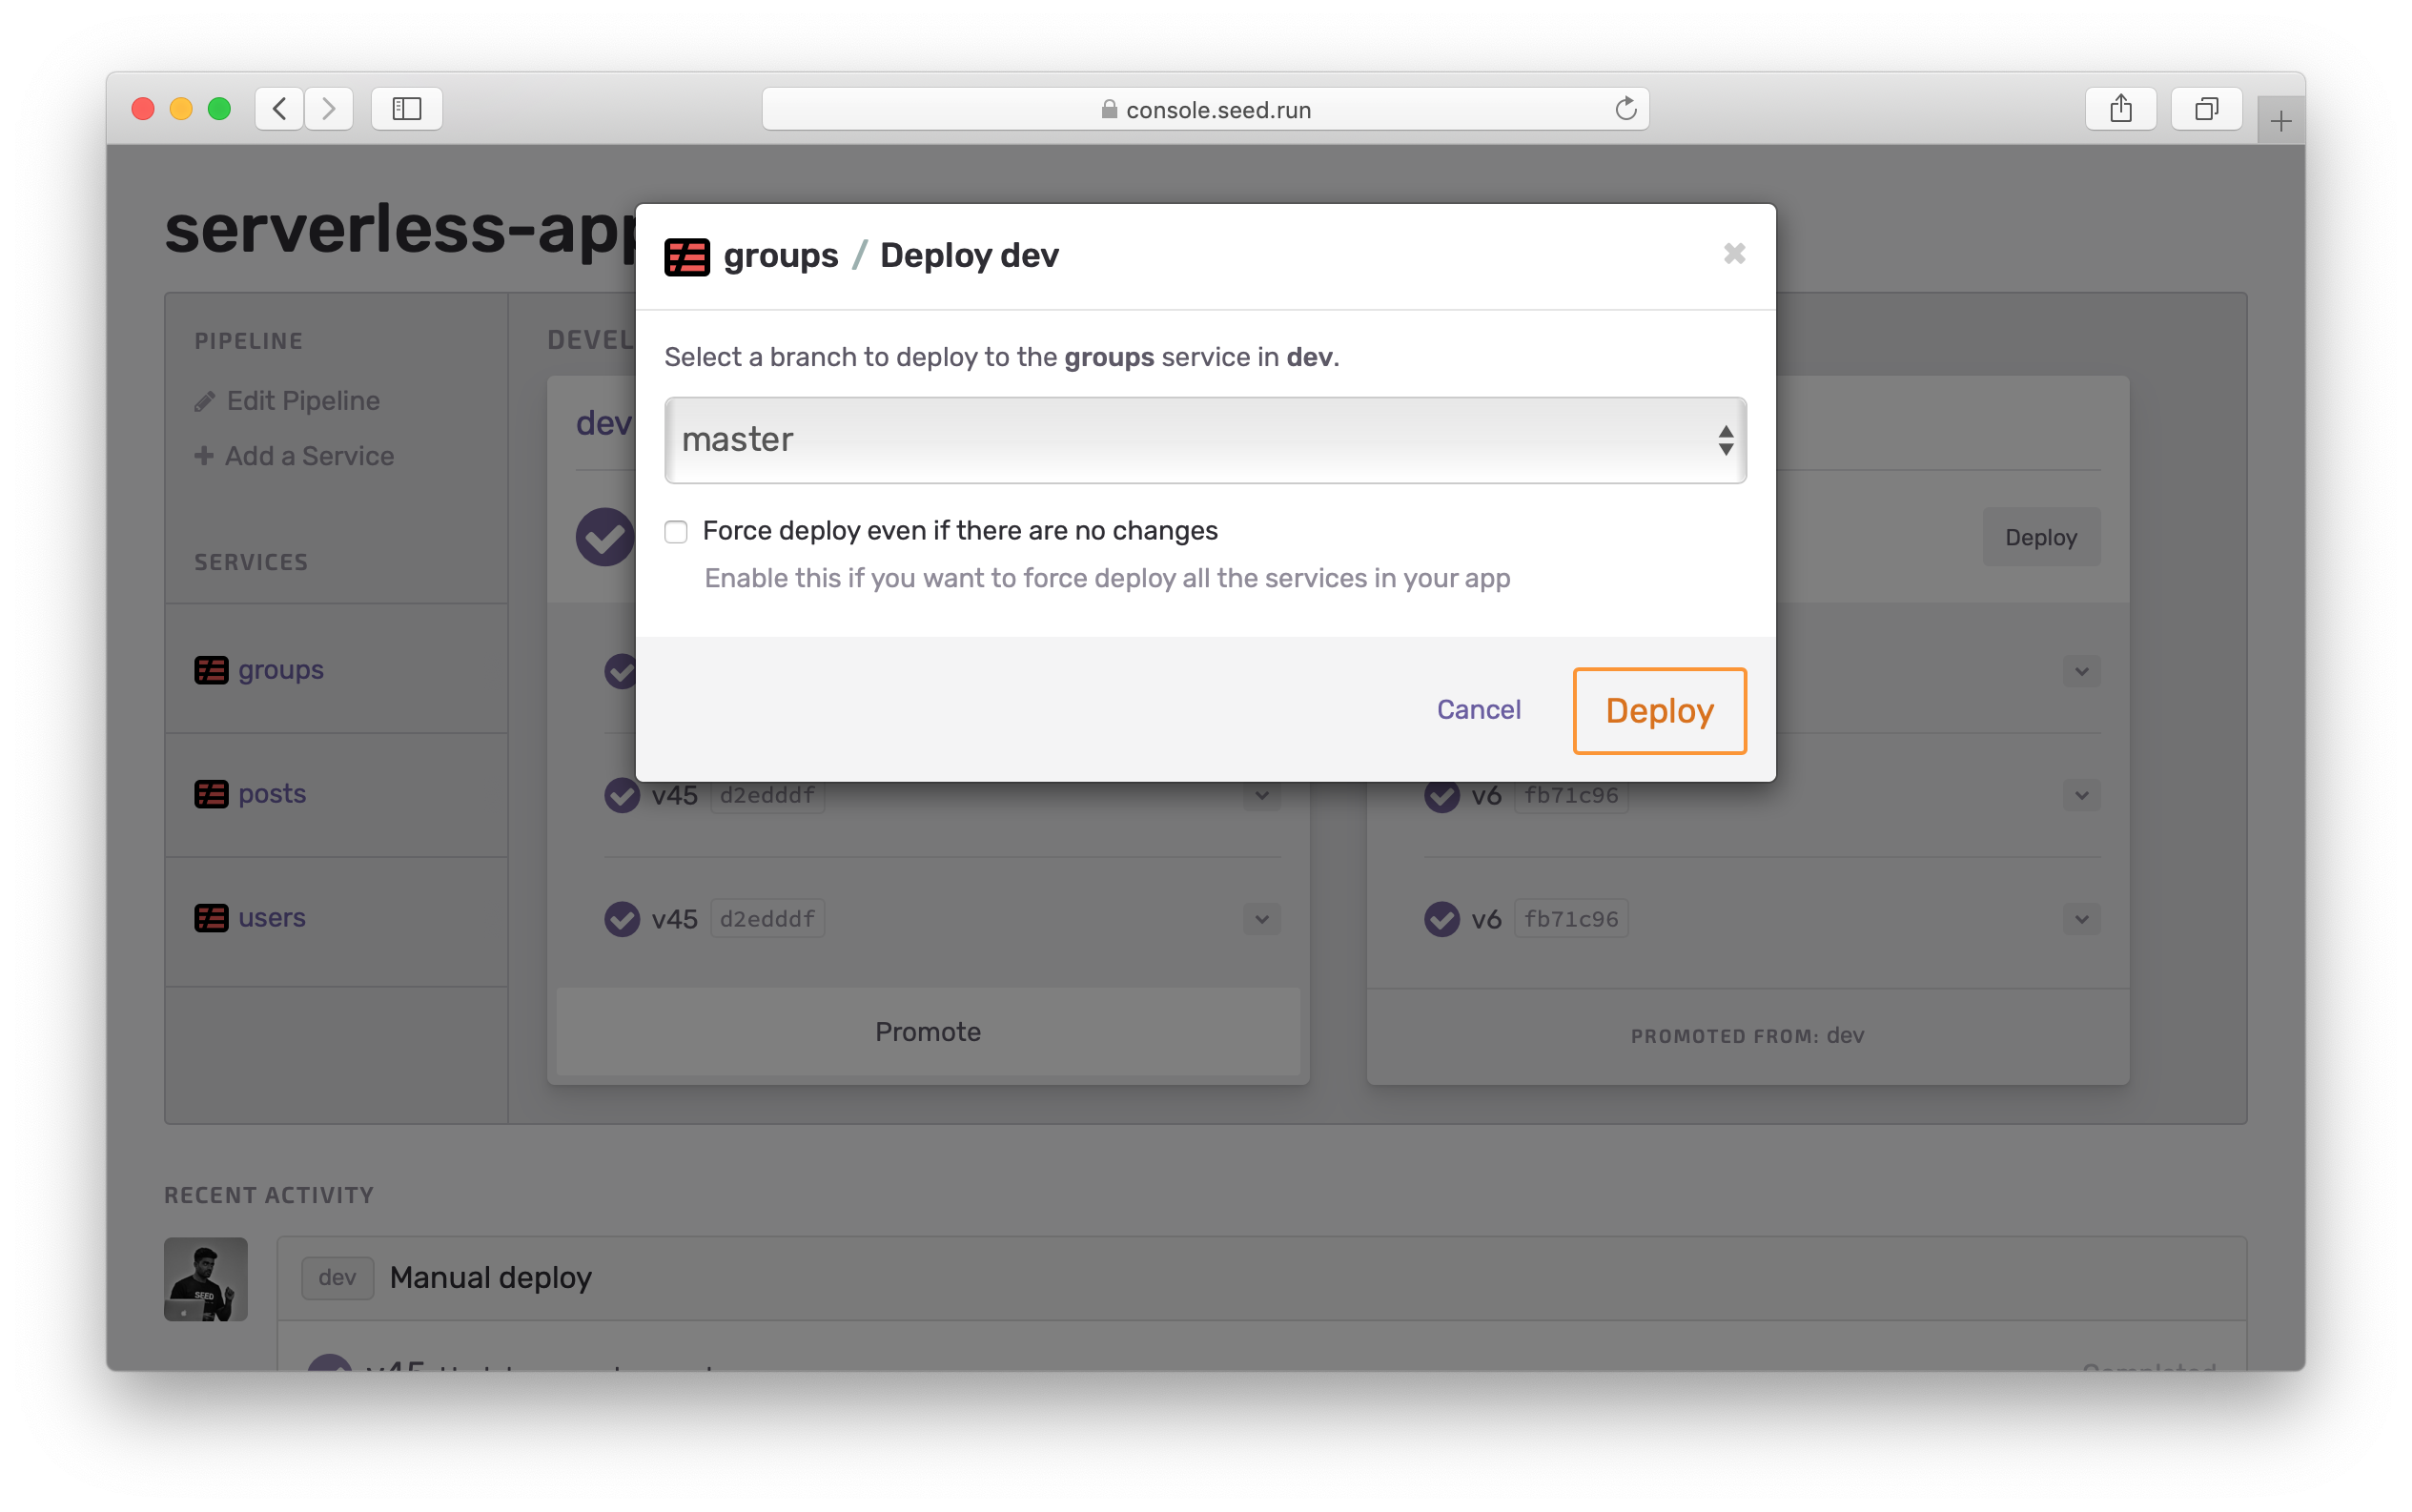 console.seed.run
serverless-app
groups / Deploy dev
Select a branch to deploy to the groups service in dev.
master
Force deploy even if there are no changes
Enable this if you want to force deploy all the services in your app
Cancel
Deploy
PIPELINE
Edit Pipeline
Add a Service
SERVICES
groups
posts
users
DEVEL
dev
v45 d2edddf
v45 d2edddf
Promote
Deploy
v6 fb71c96
v6 fb71c96
PROMOTED FROM: dev
RECENT ACTIVITY
SEED
dev Manual deploy
v45
Completed